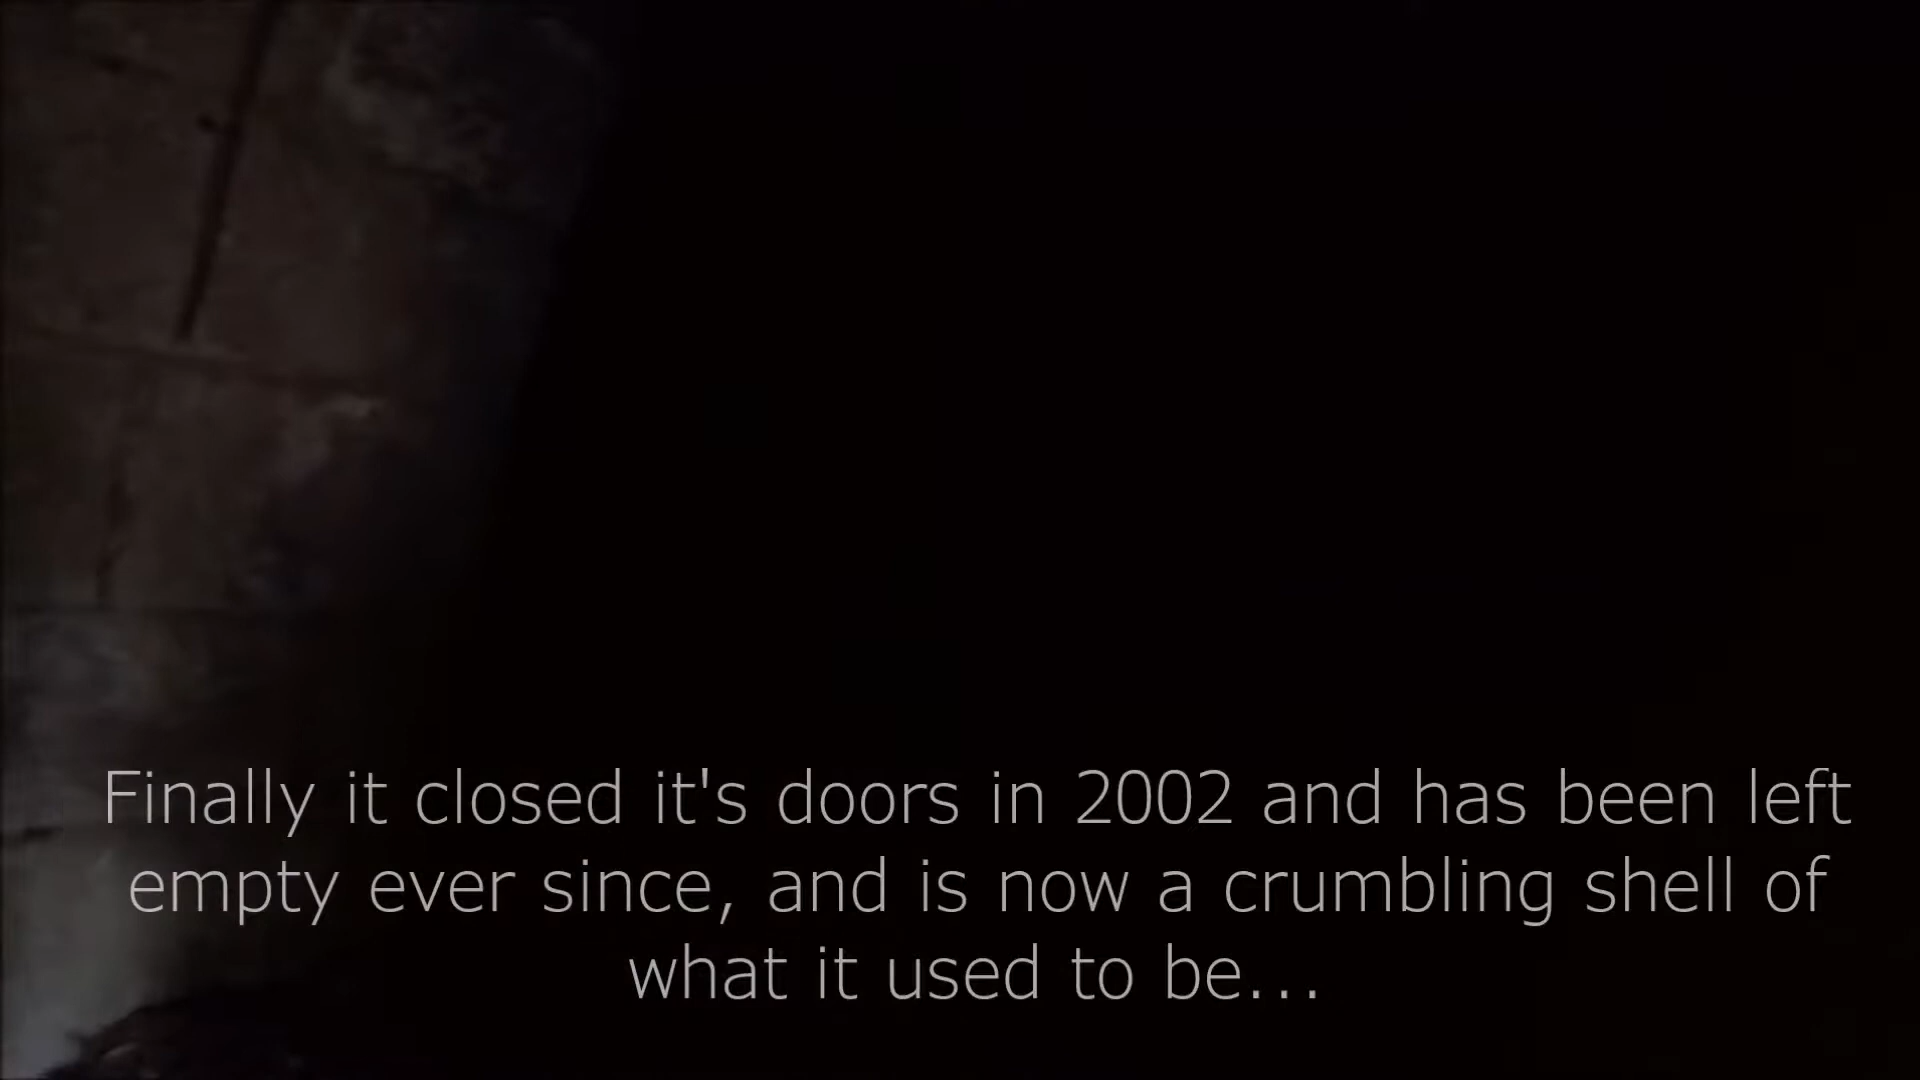 Finally it closed it's doors in 2002 and has been left
empty ever since, and is now a crumbling shell of
what it used to be...